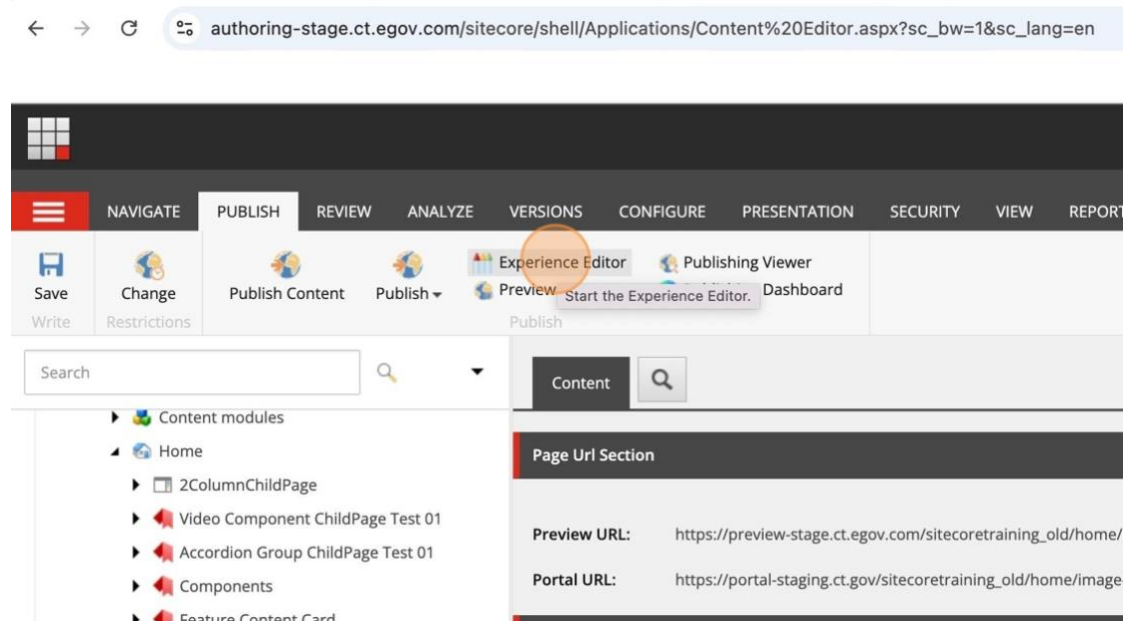 authoring-stage.ct.egov.com/sitecore/shell/Applications/Content%20Editor.aspx?sc_bw=1&sc_lang=en
NAVIGATE PUBLISH REVIEW ANALYZE VERSIONS CONFIGURE PRESENTATION SECURITY VIEW REPORT
Experience Editor Publishing Viewer
Save Change Publish Content Publish Preview Start the Experience Editor. Dashboard
Write Restrictions Publish
Search
Content
Content modules
Home
Page Url Section
2ColumnChildPage
Video Component ChildPage Test 01
Preview URL: https://preview-stage.ct.egov.com/sitecoretraining_old/home/
Accordion Group ChildPage Test 01
Portal URL: https://portal-staging.ct.gov/sitecoretraining_old/home/image-
Components
Feature Content Card